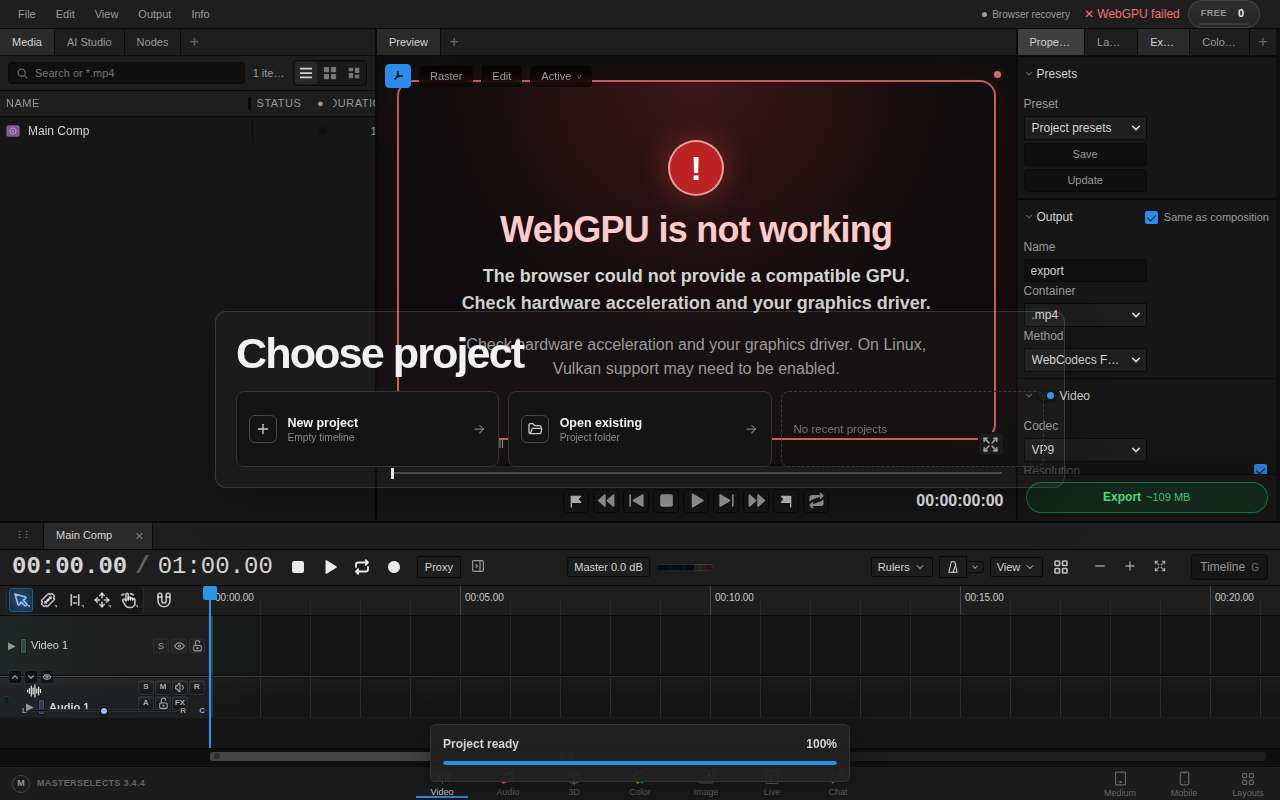 File Edit View Output Info
Browser recovery
✕ WebGPU failed
FREE 0
Media AI Studio Nodes +
Preview +
Prope… La… Ex… Colo… +
Search or *.mp4
1 ite…
NAME STATUS DURATIO
Main Comp
Raster Edit Active
!
WebGPU is not working
The browser could not provide a compatible GPU.
Check hardware acceleration and your graphics driver.
Check hardware acceleration and your graphics driver. On Linux,
Vulkan support may need to be enabled.
Choose project
New project
Empty timeline
Open existing
Project folder
No recent projects
00:00:00:00
Presets
Preset
Project presets
Save
Update
Output
Same as composition
Name
export
Container
.mp4
Method
WebCodecs F…
Video
Codec
VP9
Resolution
Export ~109 MB
Main Comp ×
00:00.00 / 01:00.00
Proxy
Master 0.0 dB
Rulers
View
Timeline G
00:00.00 00:05.00 00:10.00 00:15.00 00:20.00
Video 1
S
S M R
Audio 1
A FX
L R C
Project ready 100%
M MASTERSELECTS 3.4.4
Video Audio 3D Color Image Live Chat
Medium Mobile Layouts